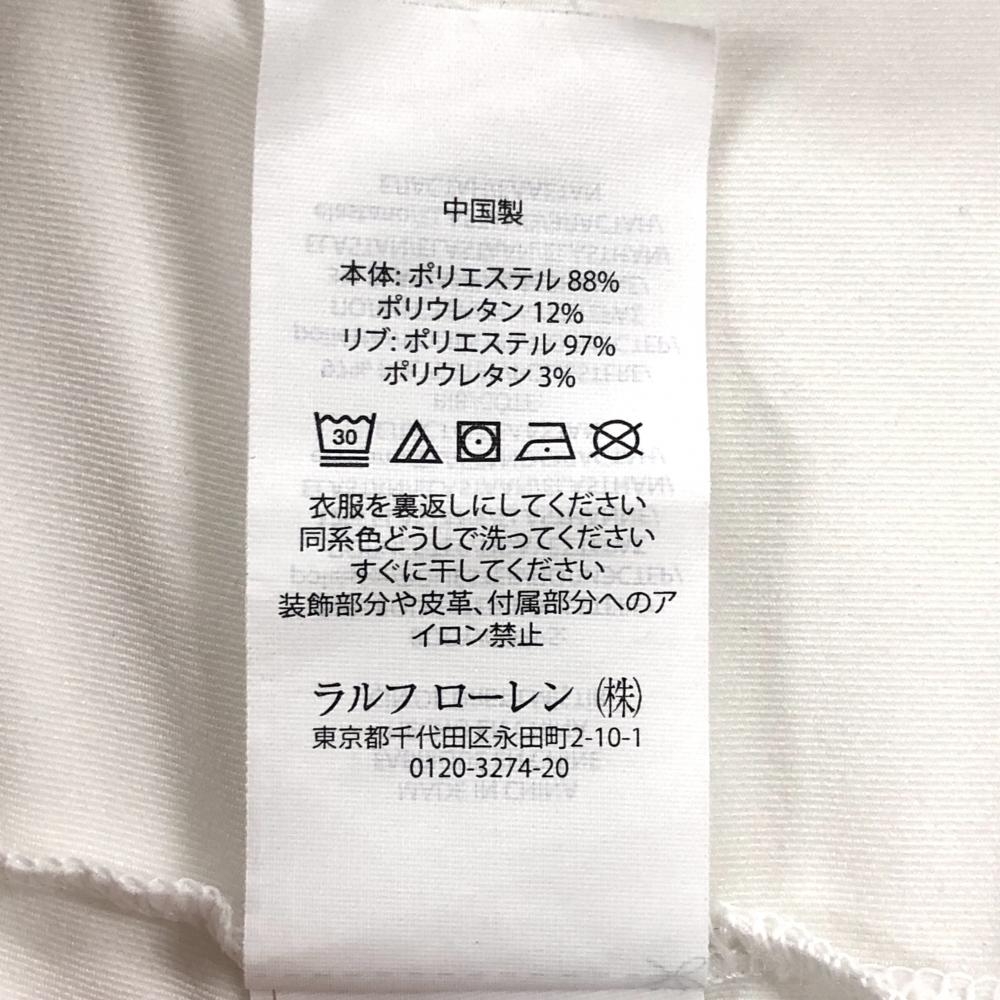 中国製
本体: ポリエステル 88%
ポリウレタン 12%
リブ: ポリエステル 97%
ポリウレタン 3%
30
衣服を裏返しにしてください
同系色どうしで洗ってください
すぐに干してください
装飾部分や皮革、付属部分へのア
イロン禁止
ラルフ ローレン ㈱
東京都千代田区永田町2-10-1
0120-3274-20
MADE IN CHINA